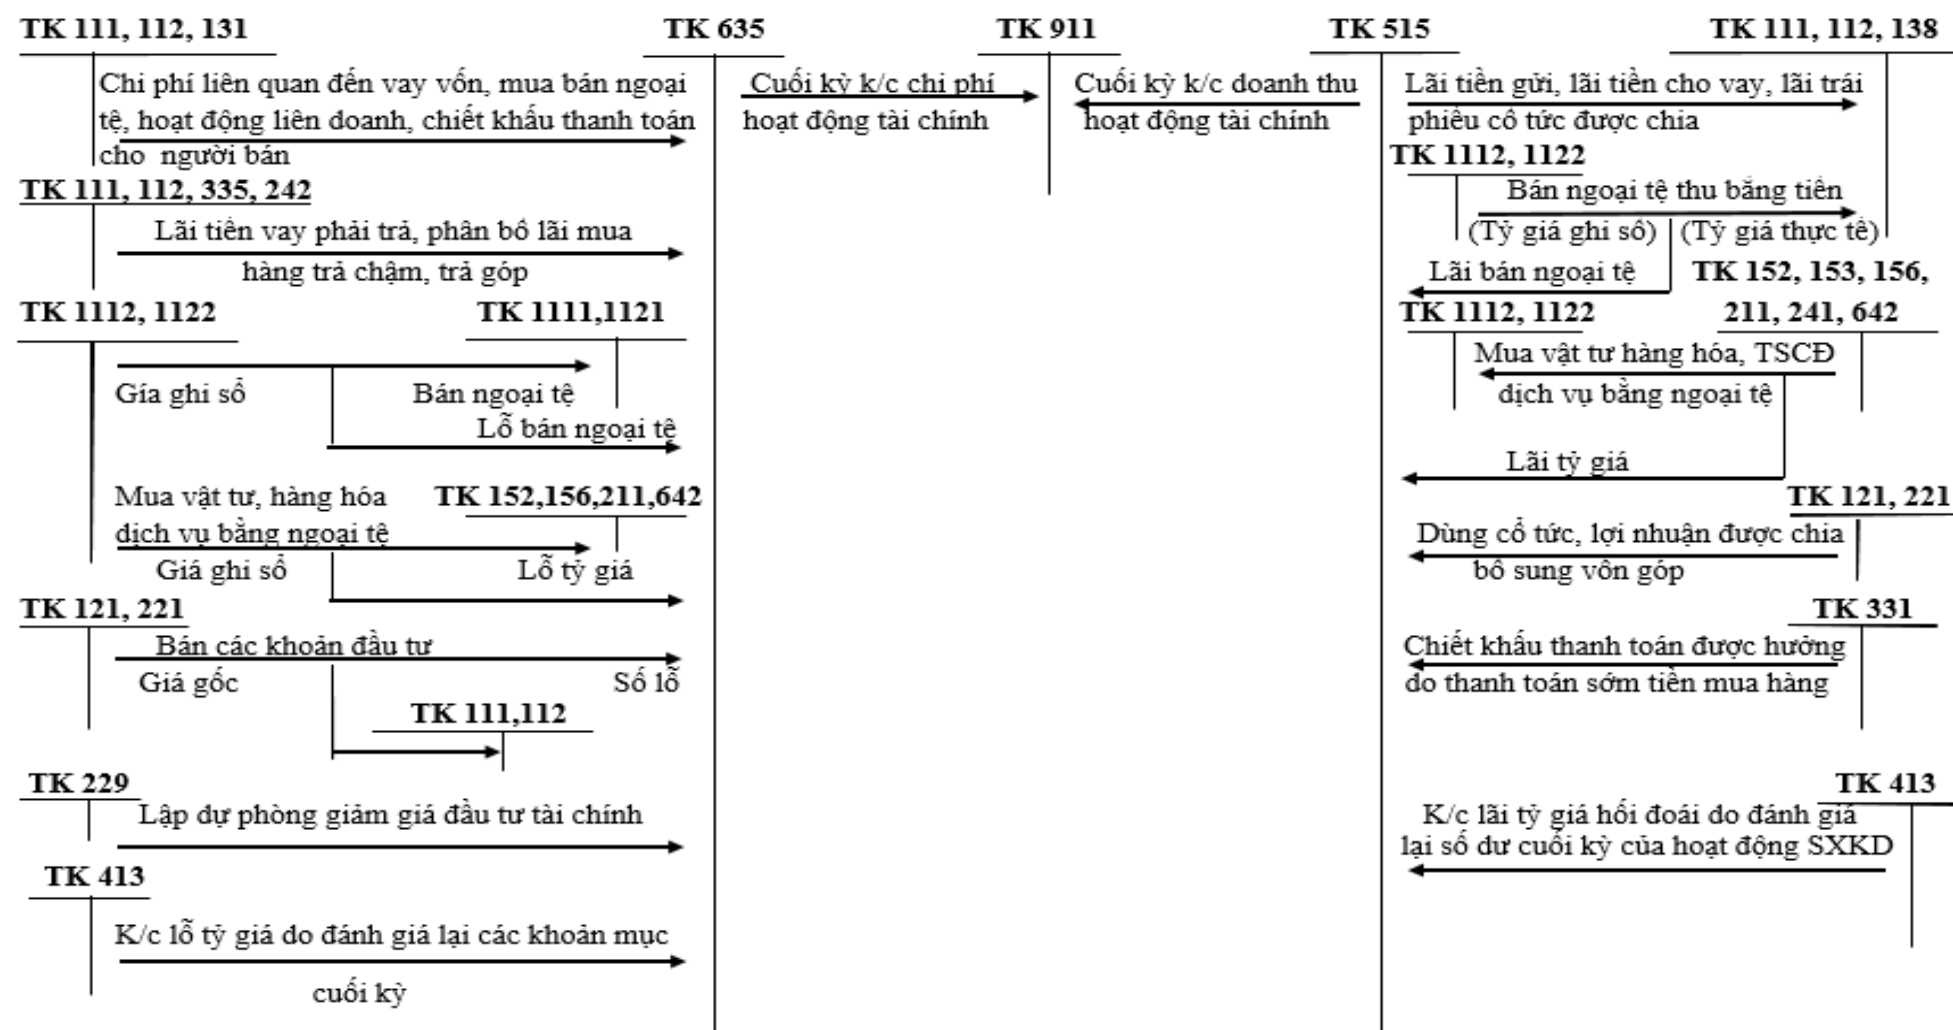 TK 111, 112, 131
TK 635
TK 911
TK 515
TK 111, 112, 138
Chi phí liên quan đến vay vốn, mua bán ngoại
tệ, hoạt động liên doanh, chiết khấu thanh toán
cho người bán
Cuối kỳ k/c chi phí
hoạt động tài chính
Cuối kỳ k/c doanh thu
hoạt động tài chính
Lãi tiền gửi, lãi tiền cho vay, lãi trái
phiếu cổ tức được chia
TK 1112, 1122
Bán ngoại tệ thu bằng tiền
(Tỷ giá ghi sổ)
(Tỷ giá thực tế)
Lãi bán ngoại tệ
TK 111, 112, 335, 242
Lãi tiền vay phải trả, phân bổ lãi mua
hàng trả chậm, trả góp
TK 1112, 1122
TK 1111,1121
Gía ghi sổ
Bán ngoại tệ
Lỗ bán ngoại tệ
Mua vật tư, hàng hóa
dịch vụ bằng ngoại tệ
TK 152,156,211,642
Giá ghi sổ
Lỗ tỷ giá
TK 152, 153, 156,
211, 241, 642
TK 1112, 1122
Mua vật tư hàng hóa, TSCĐ
dịch vụ bằng ngoại tệ
Lãi tỷ giá
TK 121, 221
Dùng cổ tức, lợi nhuận được chia
bổ sung vốn góp
TK 121, 221
Bán các khoản đầu tư
Giá gốc
Số lỗ
TK 111,112
TK 331
Chiết khấu thanh toán được hưởng
do thanh toán sớm tiền mua hàng
TK 229
Lập dự phòng giảm giá đầu tư tài chính
TK 413
K/c lãi tỷ giá hối đoái do đánh giá
lại số dư cuối kỳ của hoạt động SXKD
TK 413
K/c lỗ tỷ giá do đánh giá lại các khoản mục
cuối kỳ